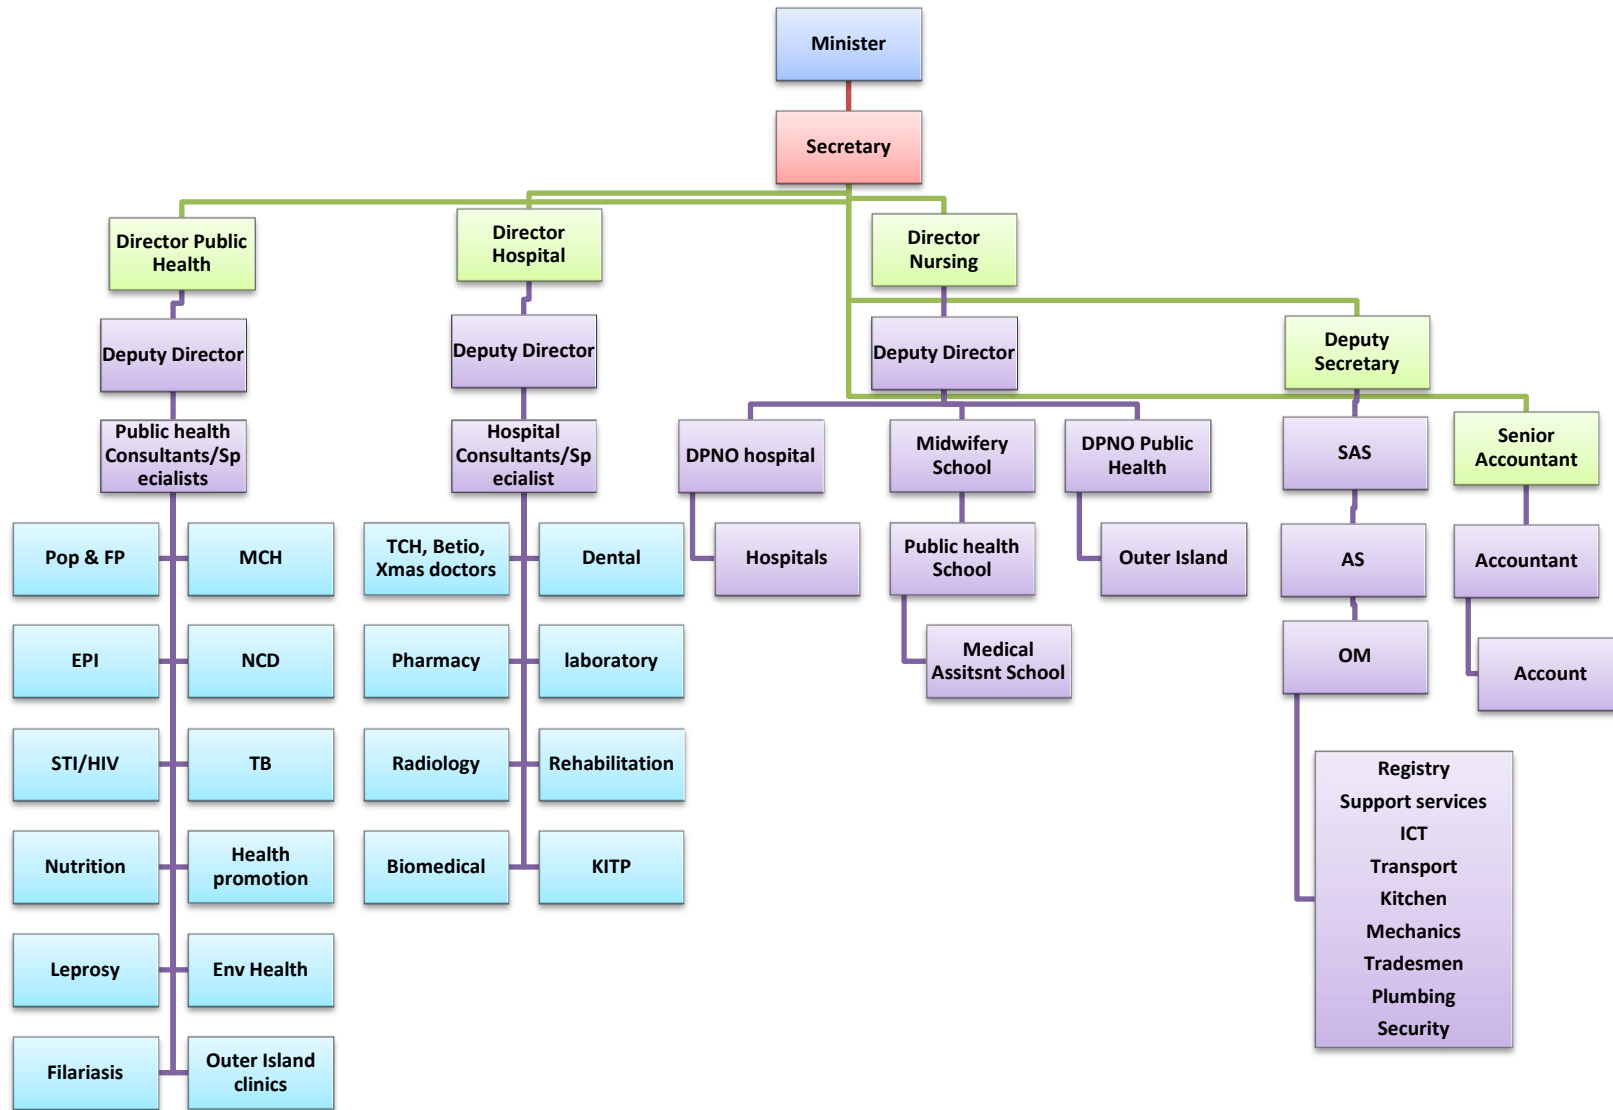 Minister
Secretary
Director Public
Health
Director
Hospital
Director
Nursing
Deputy Director
Deputy Director
Deputy Director
Deputy
Secretary
Public health
Consultants/Sp
ecialists
Hospital
Consultants/Sp
ecialist
DPNO hospital
Midwifery
School
DPNO Public
Health
SAS
Senior
Accountant
Pop & FP
MCH
TCH, Betio,
Xmas doctors
Dental
Hospitals
Public health
School
Outer Island
AS
Accountant
EPI
NCD
Pharmacy
laboratory
Medical
Assitsnt School
OM
Account
STI/HIV
TB
Radiology
Rehabilitation
Registry
Support services
ICT
Transport
Kitchen
Mechanics
Tradesmen
Plumbing
Security
Nutrition
Health
promotion
Biomedical
KITP
Leprosy
Env Health
Filariasis
Outer Island
clinics